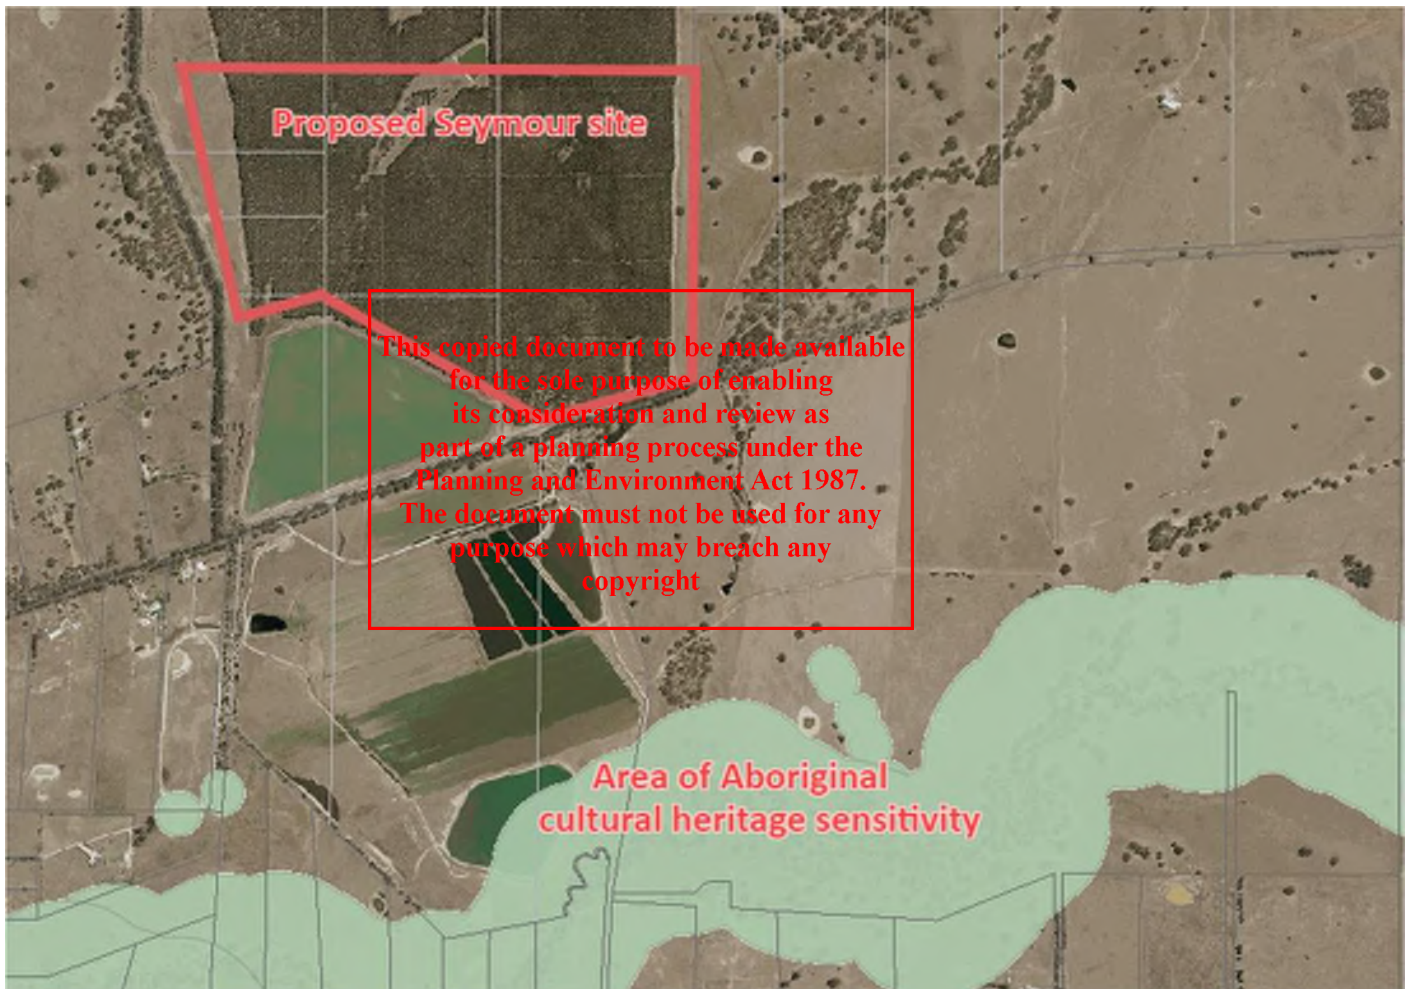 Proposed Seymour site
This copied document to be made available
for the sole purpose of enabling
its consideration and review as
part of a planning process under the
Planning and Environment Act 1987.
The document must not be used for any
purpose which may breach any
copyright
Area of Aboriginal
cultural heritage sensitivity